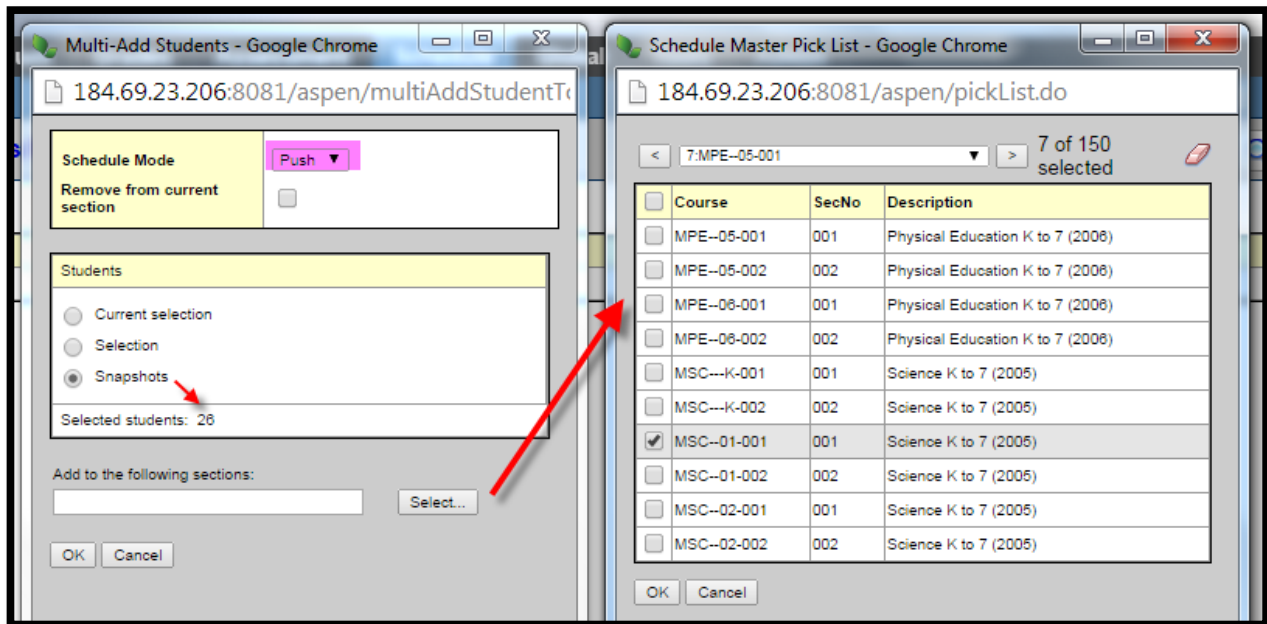 Multi-Add Students - Google Chrome
184.69.23.206:8081/aspen/multiAddStudentTo
Schedule Mode
Push
Remove from current
section
Students
Current selection
Selection
Snapshots
Selected students: 26
Add to the following sections:
Select...
OK Cancel
Schedule Master Pick List - Google Chrome
184.69.23.206:8081/aspen/pickList.do
< 7:MPE--05-001 > 7 of 150
selected
Course SecNo Description
MPE--05-001 001 Physical Education K to 7 (2006)
MPE--05-002 002 Physical Education K to 7 (2006)
MPE--06-001 001 Physical Education K to 7 (2006)
MPE--06-002 002 Physical Education K to 7 (2006)
MSC---K-001 001 Science K to 7 (2005)
MSC---K-002 002 Science K to 7 (2005)
MSC--01-001 001 Science K to 7 (2005)
MSC--01-002 002 Science K to 7 (2005)
MSC--02-001 001 Science K to 7 (2005)
MSC--02-002 002 Science K to 7 (2005)
OK Cancel